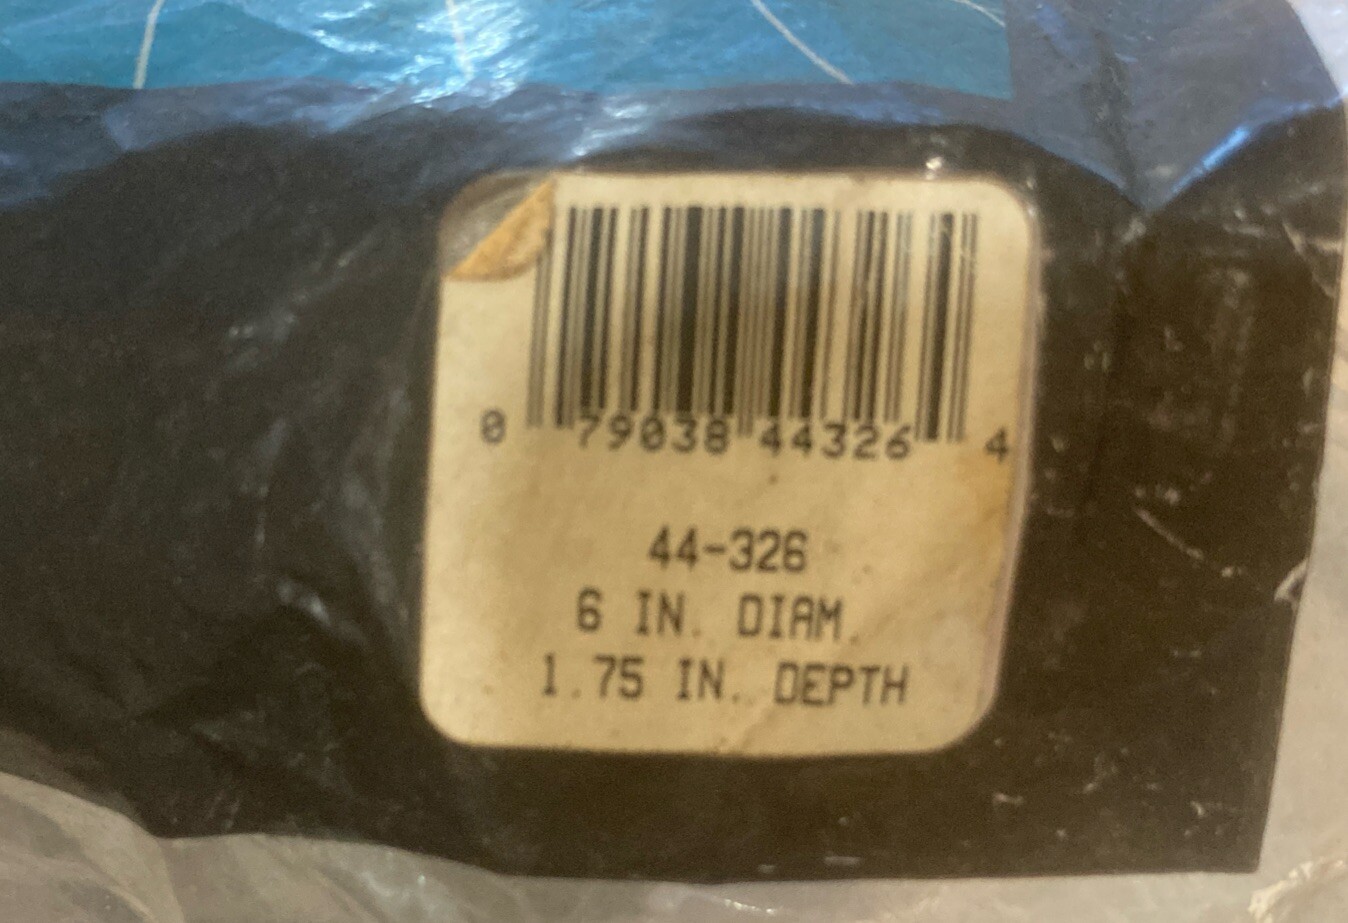 0 79038 44326 4
44-326
6 IN. DIAM.
1.75 IN. DEPTH